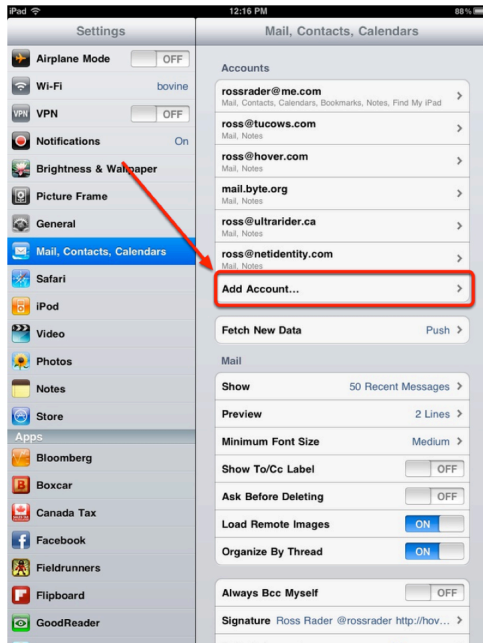 iPad 12:16 PM 88%
Settings
Airplane Mode OFF
Wi-Fi bovine
VPN VPN OFF
Notifications On
Brightness & Wallpaper
Picture Frame
General
Mail, Contacts, Calendars
Safari
iPod
Video
Photos
Notes
Store
Apps
Bloomberg
Boxcar
Canada Tax
Facebook
Fieldrunners
Flipboard
GoodReader
Mail, Contacts, Calendars
Accounts
rossrader@me.com
Mail, Contacts, Calendars, Bookmarks, Notes, Find My iPad
ross@tucows.com
Mail, Notes
ross@hover.com
Mail, Notes
mail.byte.org
Mail, Notes
ross@ultrarider.ca
Mail, Notes
ross@netidentity.com
Mail, Notes
Add Account...
Fetch New Data Push
Mail
Show 50 Recent Messages
Preview 2 Lines
Minimum Font Size Medium
Show To/Cc Label OFF
Ask Before Deleting OFF
Load Remote Images ON
Organize By Thread ON
Always Bcc Myself OFF
Signature Ross Rader @rossrader http://hov...